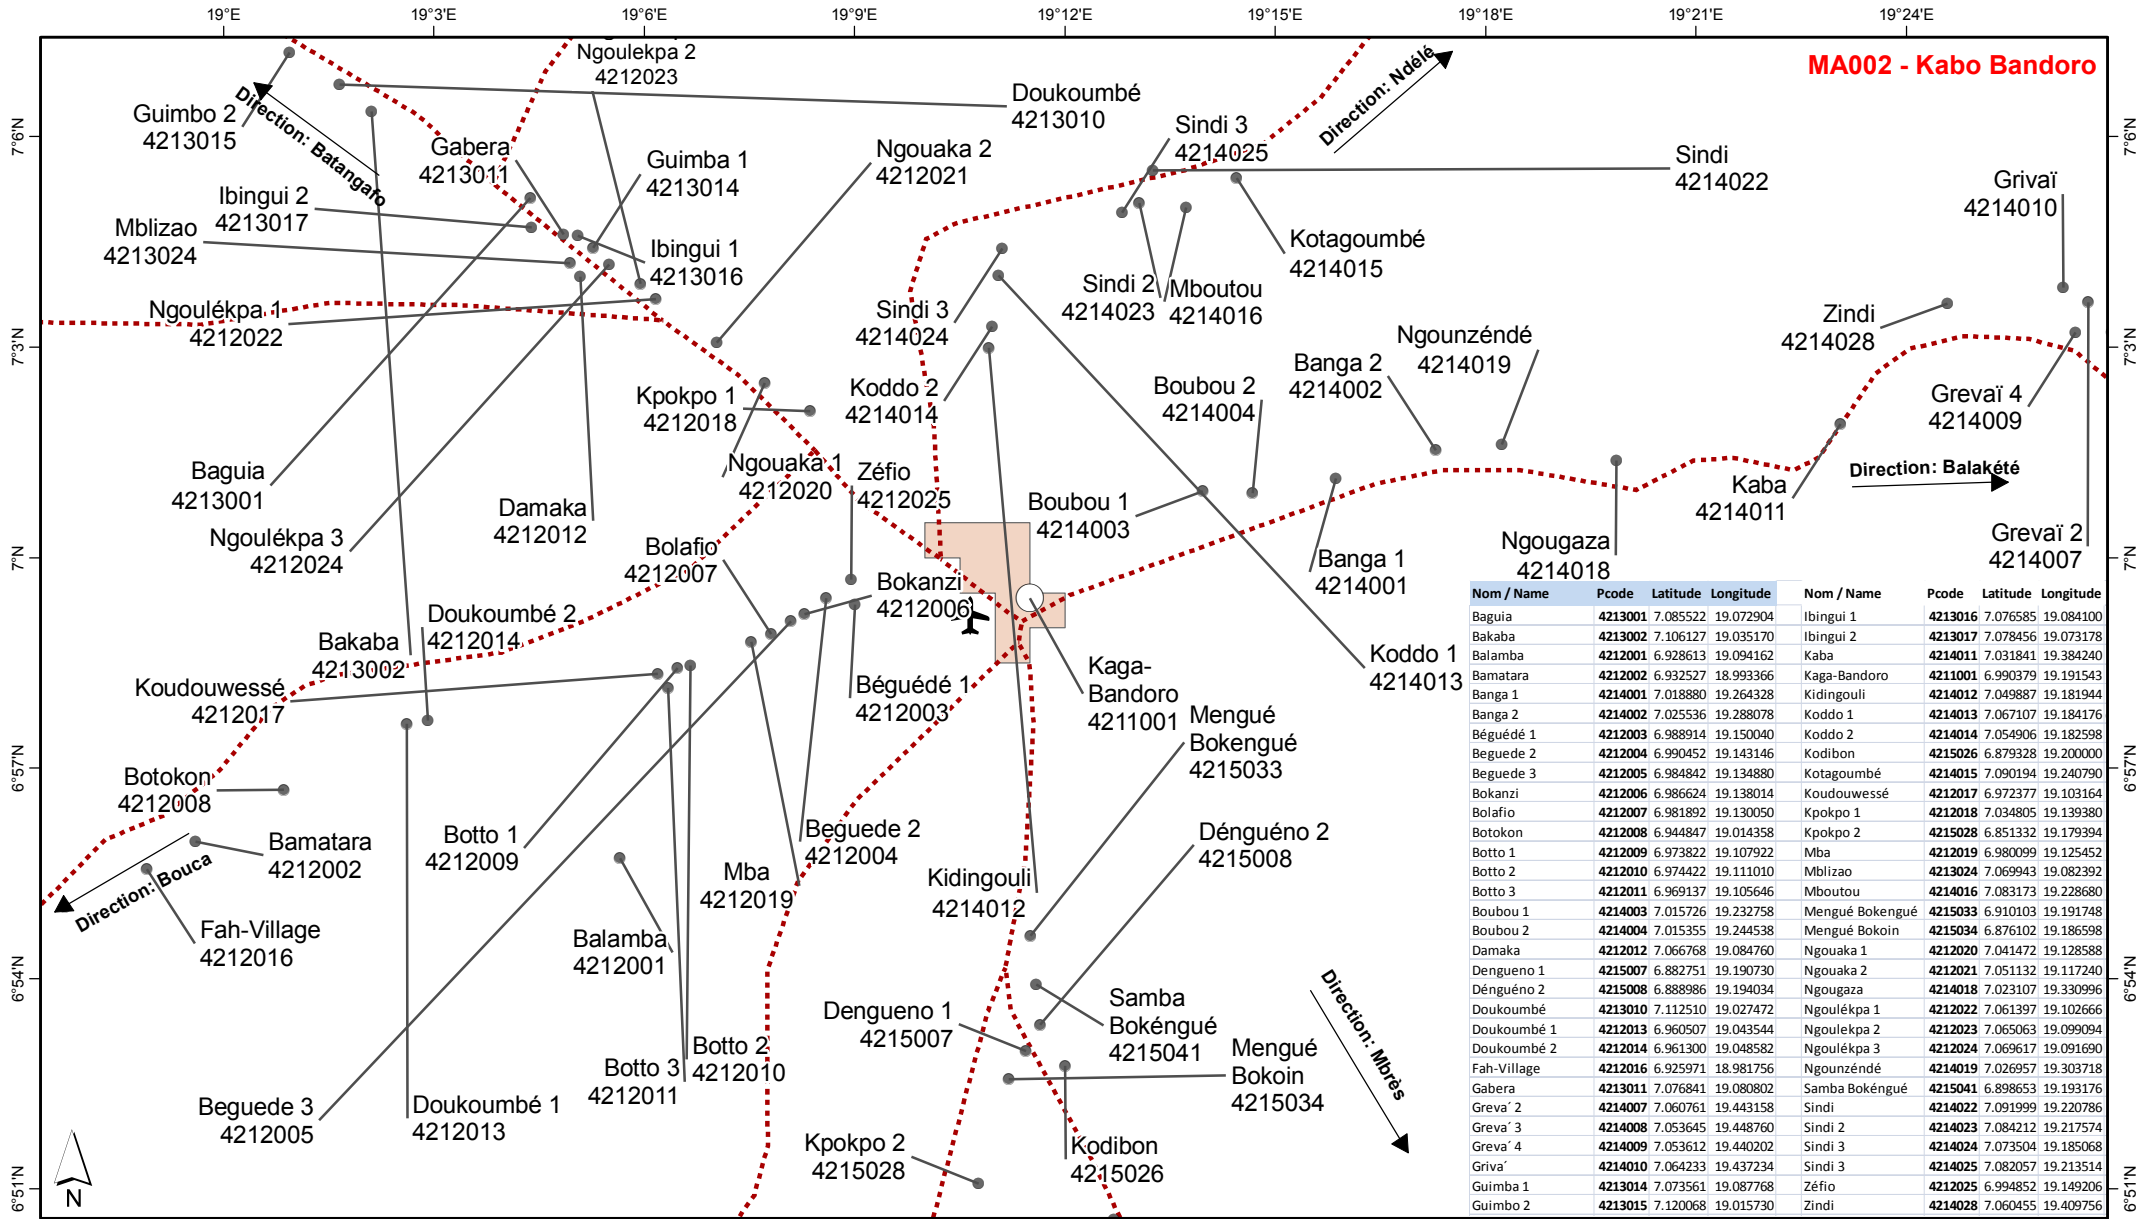 19°E 19°3'E 19°6'E 19°9'E 19°12'E 19°15'E 19°18'E 19°21'E 19°24'E
MA002 - Kabo Bandoro
7°6'N
7°3'N
7°N
6°57'N
6°54'N
6°51'N
7°6'N
7°3'N
6°57'N
6°54'N
6°51'N
Direction: Batangafo
Direction: Ndélé
Direction: Balakété
Direction: Bouca
Direction: Mbrès
N
Ngoulekpa 2
4212023
Doukoumbé
4213010
Guimbo 2
4213015
Gabera
4213011
Guimba 1
4213014
Ngouaka 2
4212021
Sindi 3
4214025
Sindi
4214022
Grivaï
4214010
Ibingui 2
4213017
Mblizao
4213024
Ibingui 1
4213016
Kotagoumbé
4214015
Sindi 2
4214023
Mboutou
4214016
Ngoulékpa 1
4212022
Sindi 3
4214024
Zindi
4214028
Ngounzéndé
4214019
Banga 2
4214002
Boubou 2
4214004
Kpokpo 1
4212018
Koddo 2
4214014
Grevaï 4
4214009
Baguia
4213001
Ngouaka 1
4212020
Zéfio
4212025
Damaka
4212012
Boubou 1
4214003
Kaba
4214011
Ngoulékpa 3
4212024
Bolafio
4212007
Banga 1
4214001
Ngougaza
4214018
Grevaï 2
4214007
Bokanzi
4212006
Doukoumbé 2
4212014
Bakaba
4213002
Koudouwessé
4212017
Béguédé 1
4212003
Kaga-
Bandoro
4211001
Koddo 1
4214013
Mengué
Bokengué
4215033
Botokon
4212008
Bamatara
4212002
Botto 1
4212009
Beguede 2
4212004
Mba
4212019
Kidingouli
4214012
Dénguéno 2
4215008
Fah-Village
4212016
Balamba
4212001
Dengueno 1
4215007
Samba
Bokéngué
4215041
Botto 3
4212011
Botto 2
4212010
Mengué
Bokoin
4215034
Beguede 3
4212005
Doukoumbé 1
4212013
Kpokpo 2
4215028
Kodibon
4215026
Nom / Name Pcode Latitude Longitude Nom / Name Pcode Latitude Longitude
Baguia 4213001 7.085522 19.072904 Ibingui 1 4213016 7.076585 19.084100
Bakaba 4213002 7.106127 19.035170 Ibingui 2 4213017 7.078456 19.073178
Balamba 4212001 6.928613 19.094162 Kaba 4214011 7.031841 19.384240
Bamatara 4212002 6.932527 18.993366 Kaga-Bandoro 4211001 6.990379 19.191543
Banga 1 4214001 7.018880 19.264328 Kidingouli 4214012 7.049887 19.181944
Banga 2 4214002 7.025536 19.288078 Koddo 1 4214013 7.067107 19.184176
Béguédé 1 4212003 6.988914 19.150040 Koddo 2 4214014 7.054906 19.182598
Beguede 2 4212004 6.990452 19.143146 Kodibon 4215026 6.879328 19.200000
Beguede 3 4212005 6.984842 19.134880 Kotagoumbé 4214015 7.090194 19.240790
Bokanzi 4212006 6.986624 19.138014 Koudouwessé 4212017 6.972377 19.103164
Bolafio 4212007 6.981892 19.130050 Kpokpo 1 4212018 7.034805 19.139380
Botokon 4212008 6.944847 19.014358 Kpokpo 2 4215028 6.851332 19.179394
Botto 1 4212009 6.973822 19.107922 Mba 4212019 6.980099 19.125452
Botto 2 4212010 6.974422 19.111010 Mblizao 4213024 7.069943 19.082392
Botto 3 4212011 6.969137 19.105646 Mboutou 4214016 7.083173 19.228680
Boubou 1 4214003 7.015726 19.232758 Mengué Bokengué 4215033 6.910103 19.191748
Boubou 2 4214004 7.015355 19.244538 Mengué Bokoin 4215034 6.876102 19.186598
Damaka 4212012 7.066768 19.084760 Ngouaka 1 4212020 7.041472 19.128588
Dengueno 1 4215007 6.882751 19.190730 Ngouaka 2 4212021 7.051132 19.117240
Dénguéno 2 4215008 6.888986 19.194034 Ngougaza 4214018 7.023107 19.330996
Doukoumbé 4213010 7.112510 19.027472 Ngoulékpa 1 4212022 7.061397 19.102666
Doukoumbé 1 4212013 6.960507 19.043544 Ngoulekpa 2 4212023 7.065063 19.099094
Doukoumbé 2 4212014 6.961300 19.048582 Ngoulékpa 3 4212024 7.069617 19.091690
Fah-Village 4212016 6.925971 18.981756 Ngounzéndé 4214019 7.026957 19.303718
Gabera 4213011 7.076841 19.080802 Samba Bokéngué 4215041 6.898653 19.193176
Greva´ 2 4214007 7.060761 19.443158 Sindi 4214022 7.091999 19.220786
Greva´ 3 4214008 7.053645 19.448760 Sindi 2 4214023 7.084212 19.217574
Greva´ 4 4214009 7.053612 19.440202 Sindi 3 4214024 7.073504 19.185068
Griva´ 4214010 7.064233 19.437234 Sindi 3 4214025 7.082057 19.213514
Guimba 1 4213014 7.073561 19.087768 Zéfio 4212025 6.994852 19.149206
Guimbo 2 4213015 7.120068 19.015730 Zindi 4214028 7.060455 19.409756